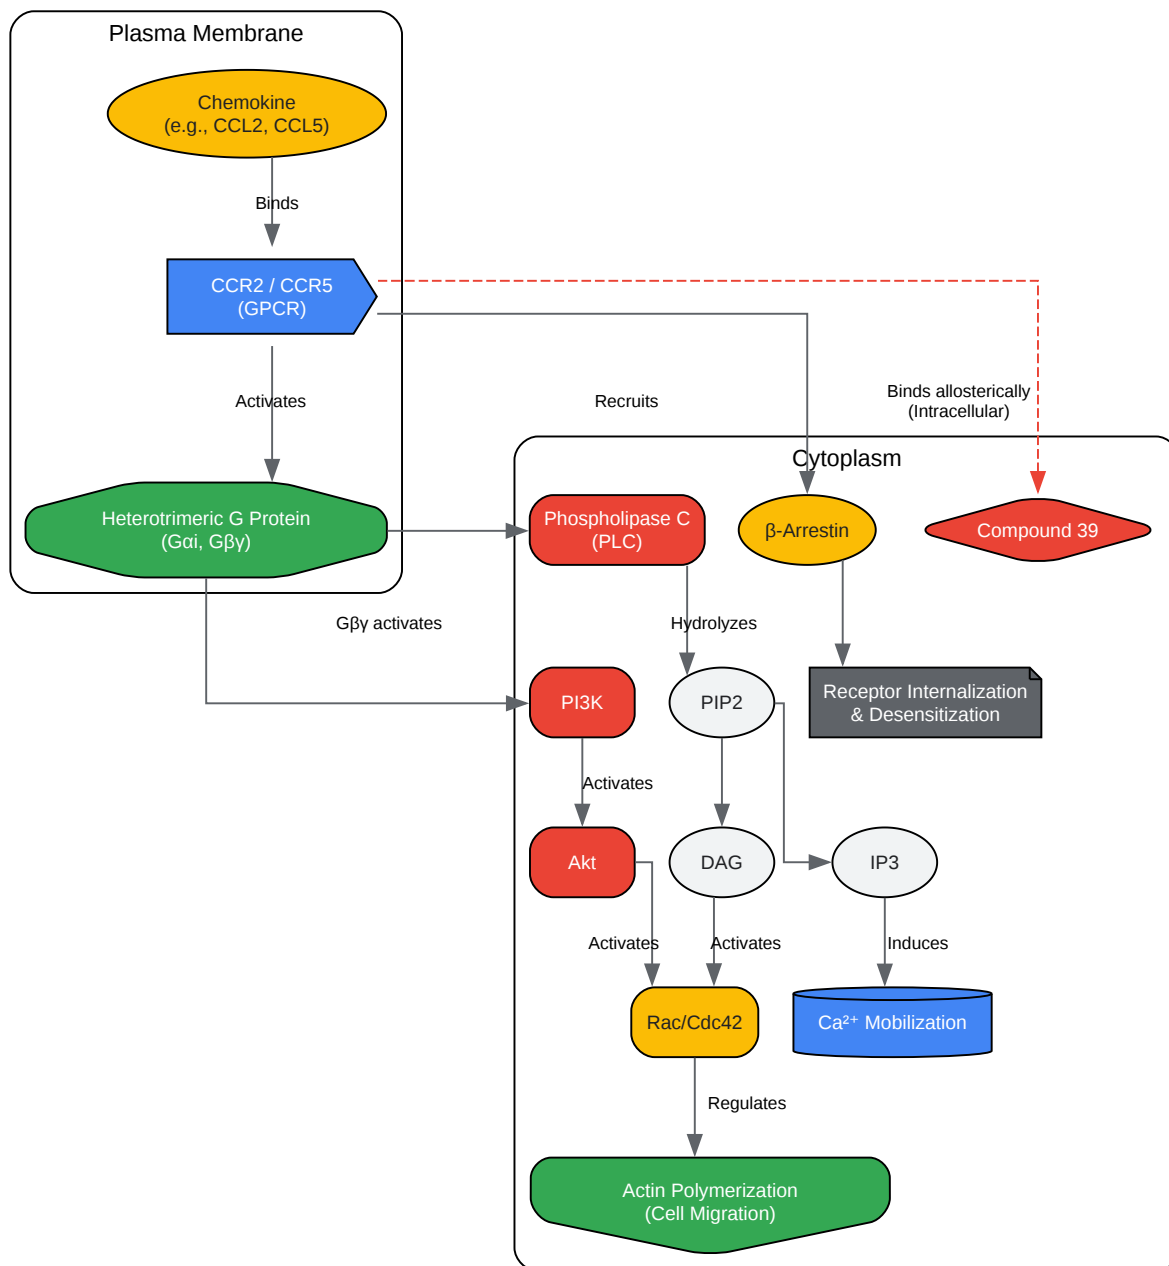 Plasma Membrane
Chemokine
(e.g., CCL2, CCL5)
Binds
CCR2 / CCR5
(GPCR)
Activates
Recruits
Binds allosterically
(Intracellular)
Cytoplasm
Heterotrimeric G Protein
(Gαi, Gβγ)
Phospholipase C
(PLC)
β-Arrestin
Compound 39
Gβγ activates
Hydrolyzes
PI3K
PIP2
Receptor Internalization
& Desensitization
Activates
Akt
DAG
IP3
Activates
Activates
Induces
Rac/Cdc42
Ca²⁺ Mobilization
Regulates
Actin Polymerization
(Cell Migration)